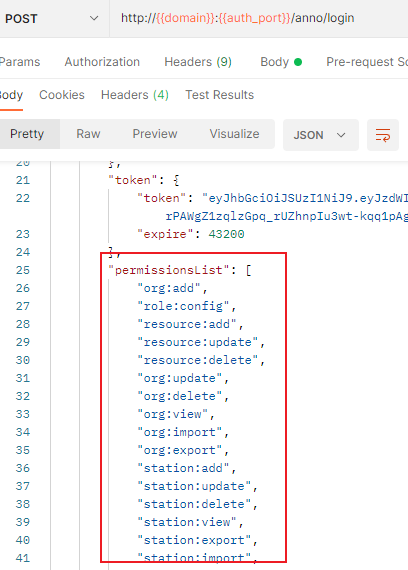 POST http://{{domain}}:{{auth_port}}/anno/login
Params Authorization Headers (9) Body Pre-request Sc
Body Cookies Headers (4) Test Results
Pretty Raw Preview Visualize JSON
20 },
21 "token": {
22 "token": "eyJhbGciOiJSUzI1NiJ9.eyJzdWI
rPAWgZ1zqlzGpq_rUZhnpIu3wt-kqq1pAg
23 "expire": 43200
24 },
25 "permissionsList": [
26 "org:add",
27 "role:config",
28 "resource:add",
29 "resource:update",
30 "resource:delete",
31 "org:update",
32 "org:delete",
33 "org:view",
34 "org:import",
35 "org:export",
36 "station:add",
37 "station:update",
38 "station:delete",
39 "station:view",
40 "station:export",
41 "station:import",